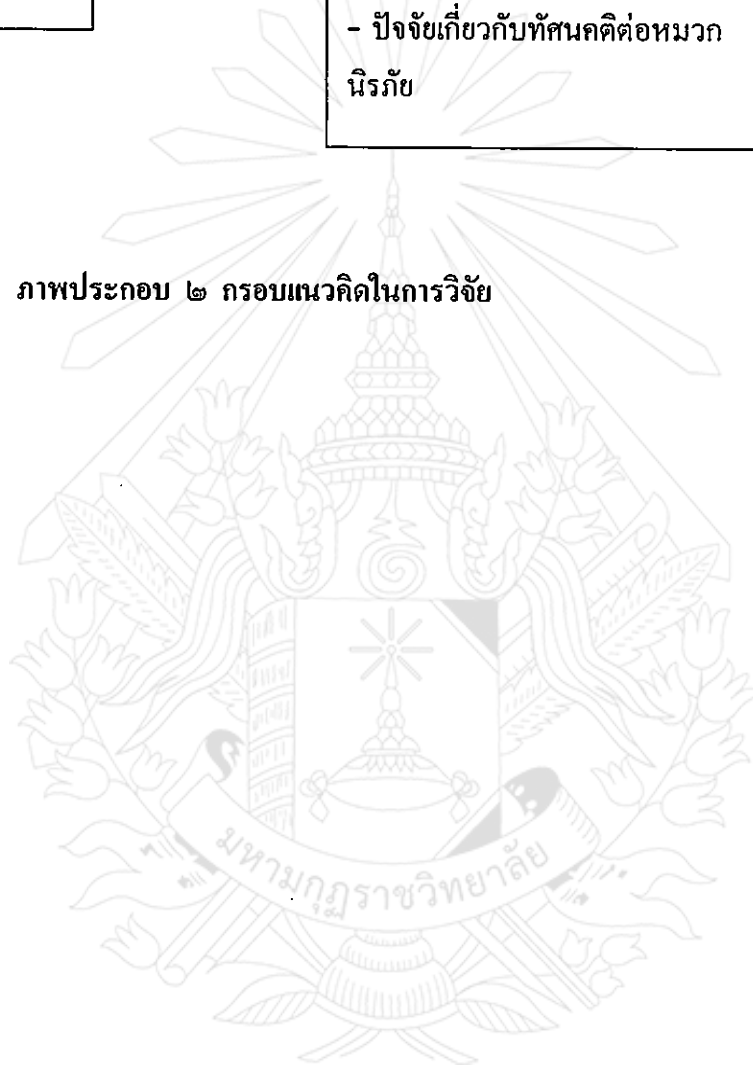 - ปัจจัยเกี่ยวกับทัศนคติต่อหมวก
นิรภัย
ภาพประกอบ ๒ กรอบแนวคิดในการวิจัย
มหามกุฏราชวิทยาลัย